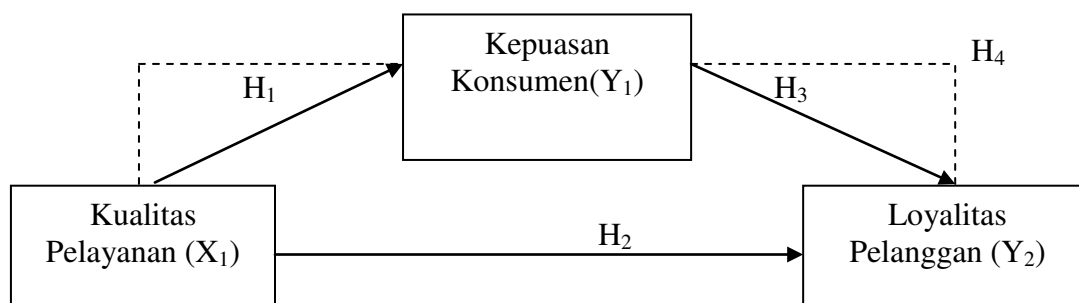 Kepuasan
Konsumen(Y₁)
H₄
H₁
H₃
Kualitas
Pelayanan (X₁)
H₂
Loyalitas
Pelanggan (Y₂)